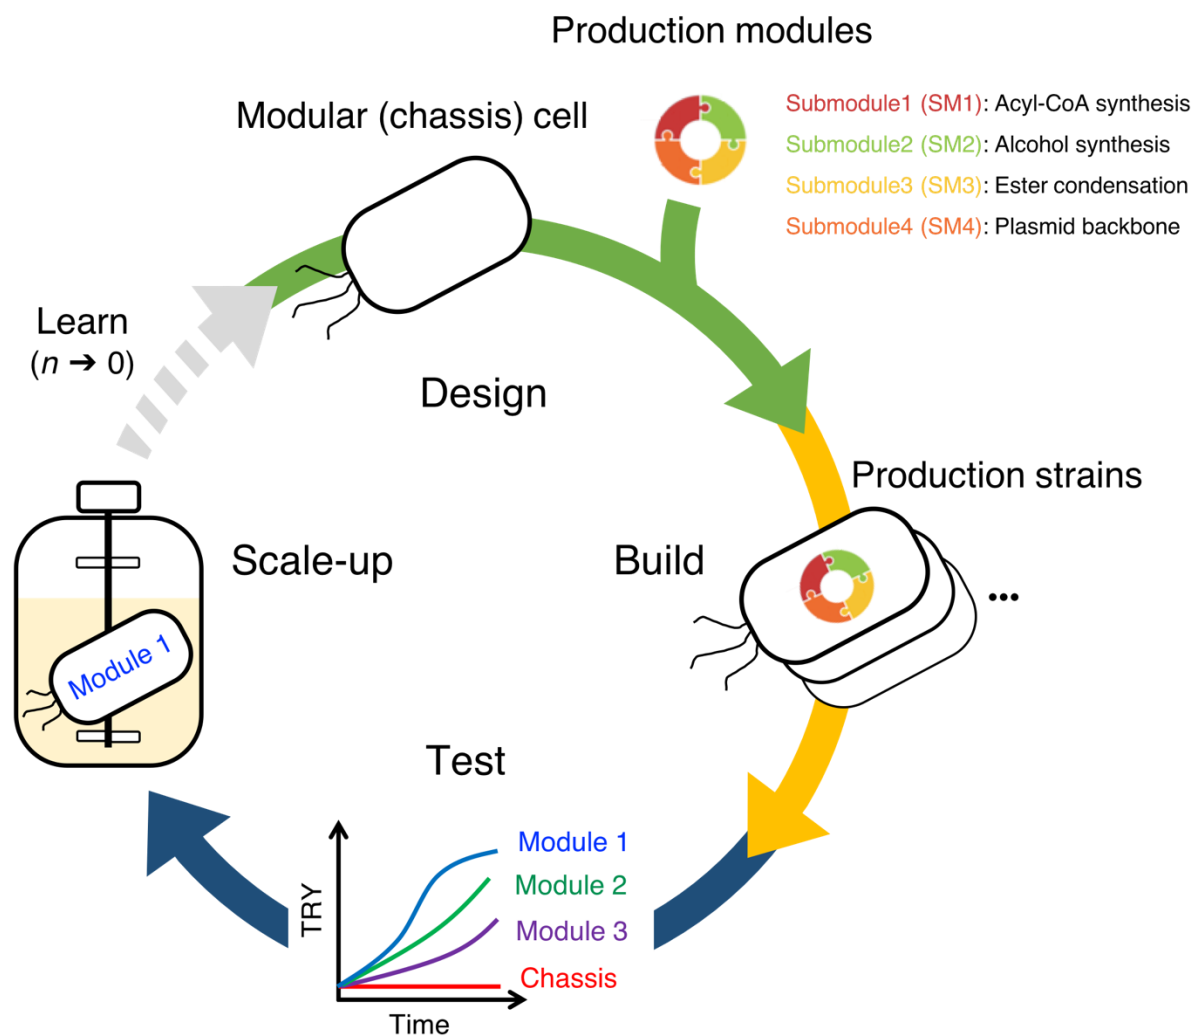 Production modules
Modular (chassis) cell
Submodule1 (SM1): Acyl-CoA synthesis
Submodule2 (SM2): Alcohol synthesis
Submodule3 (SM3): Ester condensation
Submodule4 (SM4): Plasmid backbone
Learn
(n ➔ 0)
Design
Production strains
Scale-up
Build
...
Module 1
Test
TRY
Module 1
Module 2
Module 3
Chassis
Time